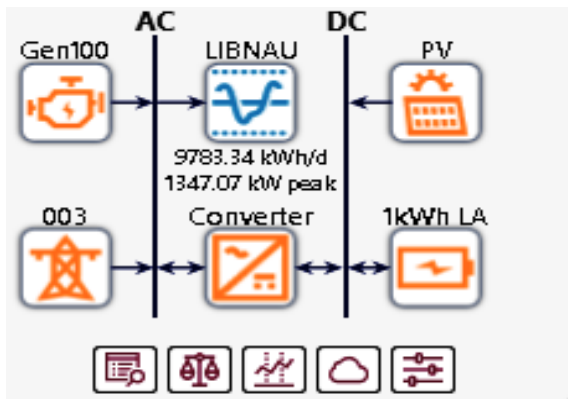 AC DC
Gen100 LIBNAU PV
9783.34 kWh/d
1347.07 kW peak
003 Converter 1kWh LA